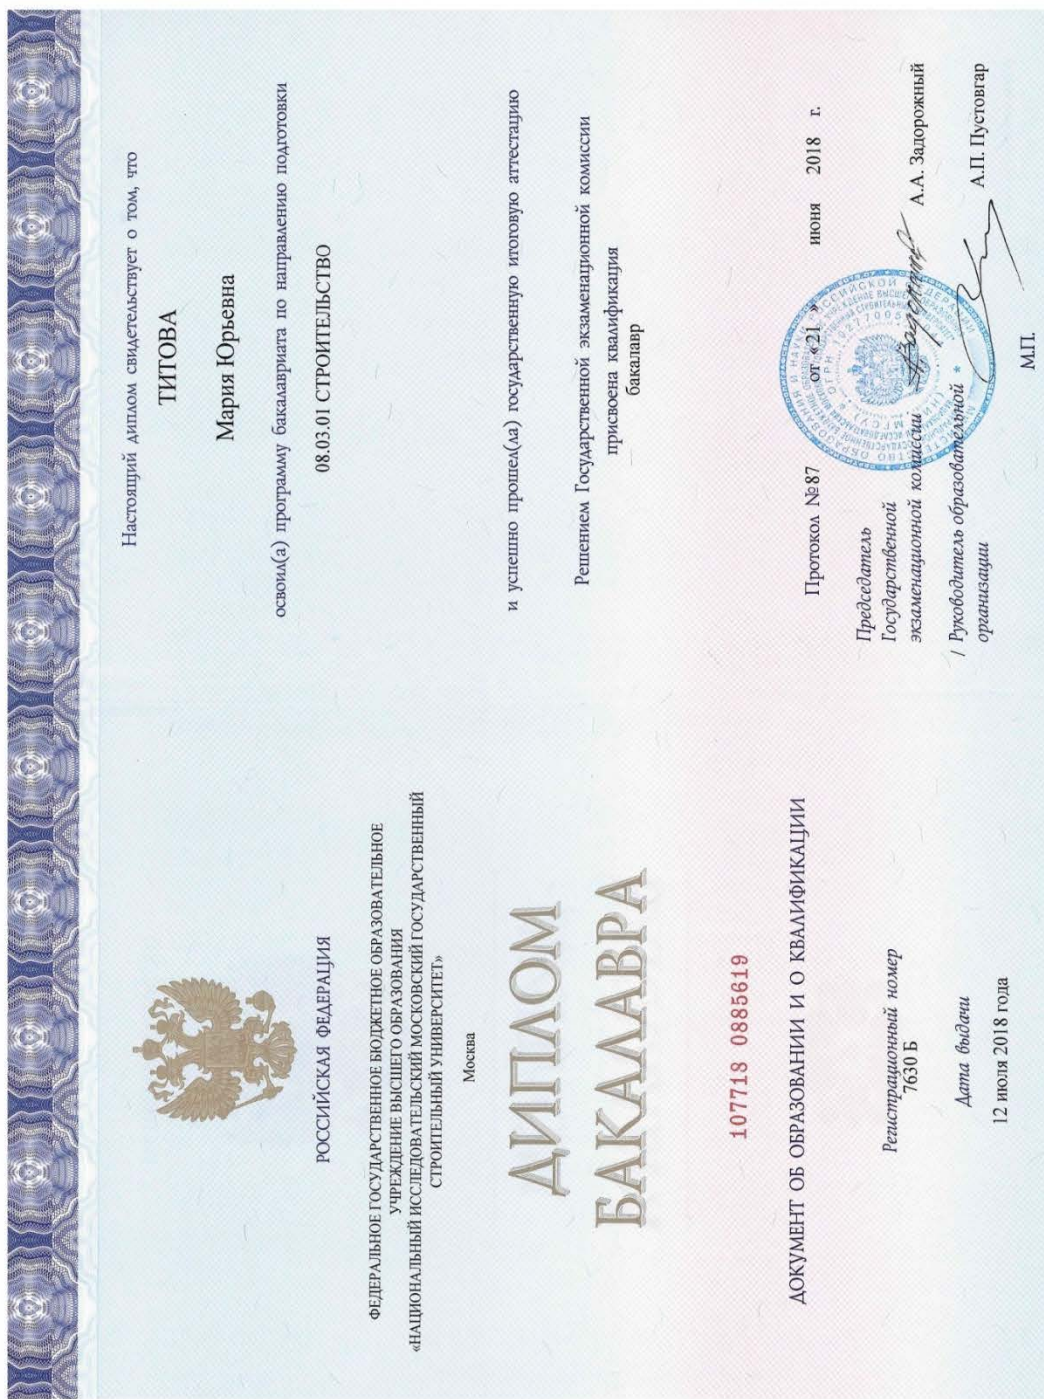 РОССИЙСКАЯ ФЕДЕРАЦИЯ
ФЕДЕРАЛЬНОЕ ГОСУДАРСТВЕННОЕ БЮДЖЕТНОЕ ОБРАЗОВАТЕЛЬНОЕ
УЧРЕЖДЕНИЕ ВЫСШЕГО ОБРАЗОВАНИЯ
«НАЦИОНАЛЬНЫЙ ИССЛЕДОВАТЕЛЬСКИЙ МОСКОВСКИЙ ГОСУДАРСТВЕННЫЙ
СТРОИТЕЛЬНЫЙ УНИВЕРСИТЕТ»
Москва
ДИПЛОМ
БАКАЛАВРА
107718 0885619
ДОКУМЕНТ ОБ ОБРАЗОВАНИИ И О КВАЛИФИКАЦИИ
Регистрационный номер
7630 Б
Дата выдачи
12 июля 2018 года
Настоящий диплом свидетельствует о том, что
ТИТОВА
Мария Юрьевна
освоил(а) программу бакалавриата по направлению подготовки
08.03.01 СТРОИТЕЛЬСТВО
и успешно прошел(ла) государственную итоговую аттестацию
Решением Государственной экзаменационной комиссии
присвоена квалификация
бакалавр
Протокол №87 от «21 » июня 2018 г.
Председатель
Государственной
экзаменационной комиссии А.А. Задорожный
/ Руководитель образовательной А.П. Пустовгар
организации
М.П.